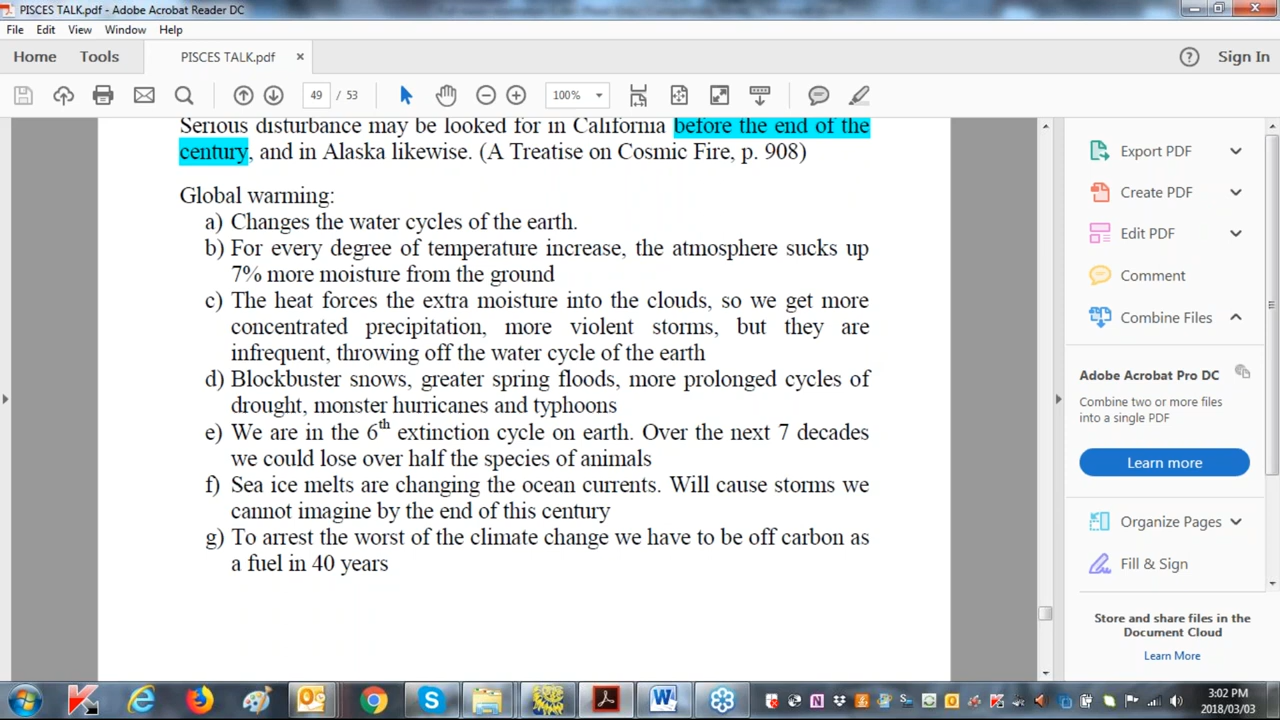 PISCES TALK.pdf - Adobe Acrobat Reader DC
File Edit View Window Help
Home Tools PISCES TALK.pdf × Sign In
49 / 53 100%
Serious disturbance may be looked for in California before the end of the
century, and in Alaska likewise. (A Treatise on Cosmic Fire, p. 908)
Global warming:
a) Changes the water cycles of the earth.
b) For every degree of temperature increase, the atmosphere sucks up
7% more moisture from the ground
c) The heat forces the extra moisture into the clouds, so we get more
concentrated precipitation, more violent storms, but they are
infrequent, throwing off the water cycle of the earth
d) Blockbuster snows, greater spring floods, more prolonged cycles of
drought, monster hurricanes and typhoons
e) We are in the 6th extinction cycle on earth. Over the next 7 decades
we could lose over half the species of animals
f) Sea ice melts are changing the ocean currents. Will cause storms we
cannot imagine by the end of this century
g) To arrest the worst of the climate change we have to be off carbon as
a fuel in 40 years
Export PDF
Create PDF
Edit PDF
Comment
Combine Files
Adobe Acrobat Pro DC
Combine two or more files
into a single PDF
Learn more
Organize Pages
Fill & Sign
Store and share files in the
Document Cloud
Learn More
3:02 PM
2018/03/03